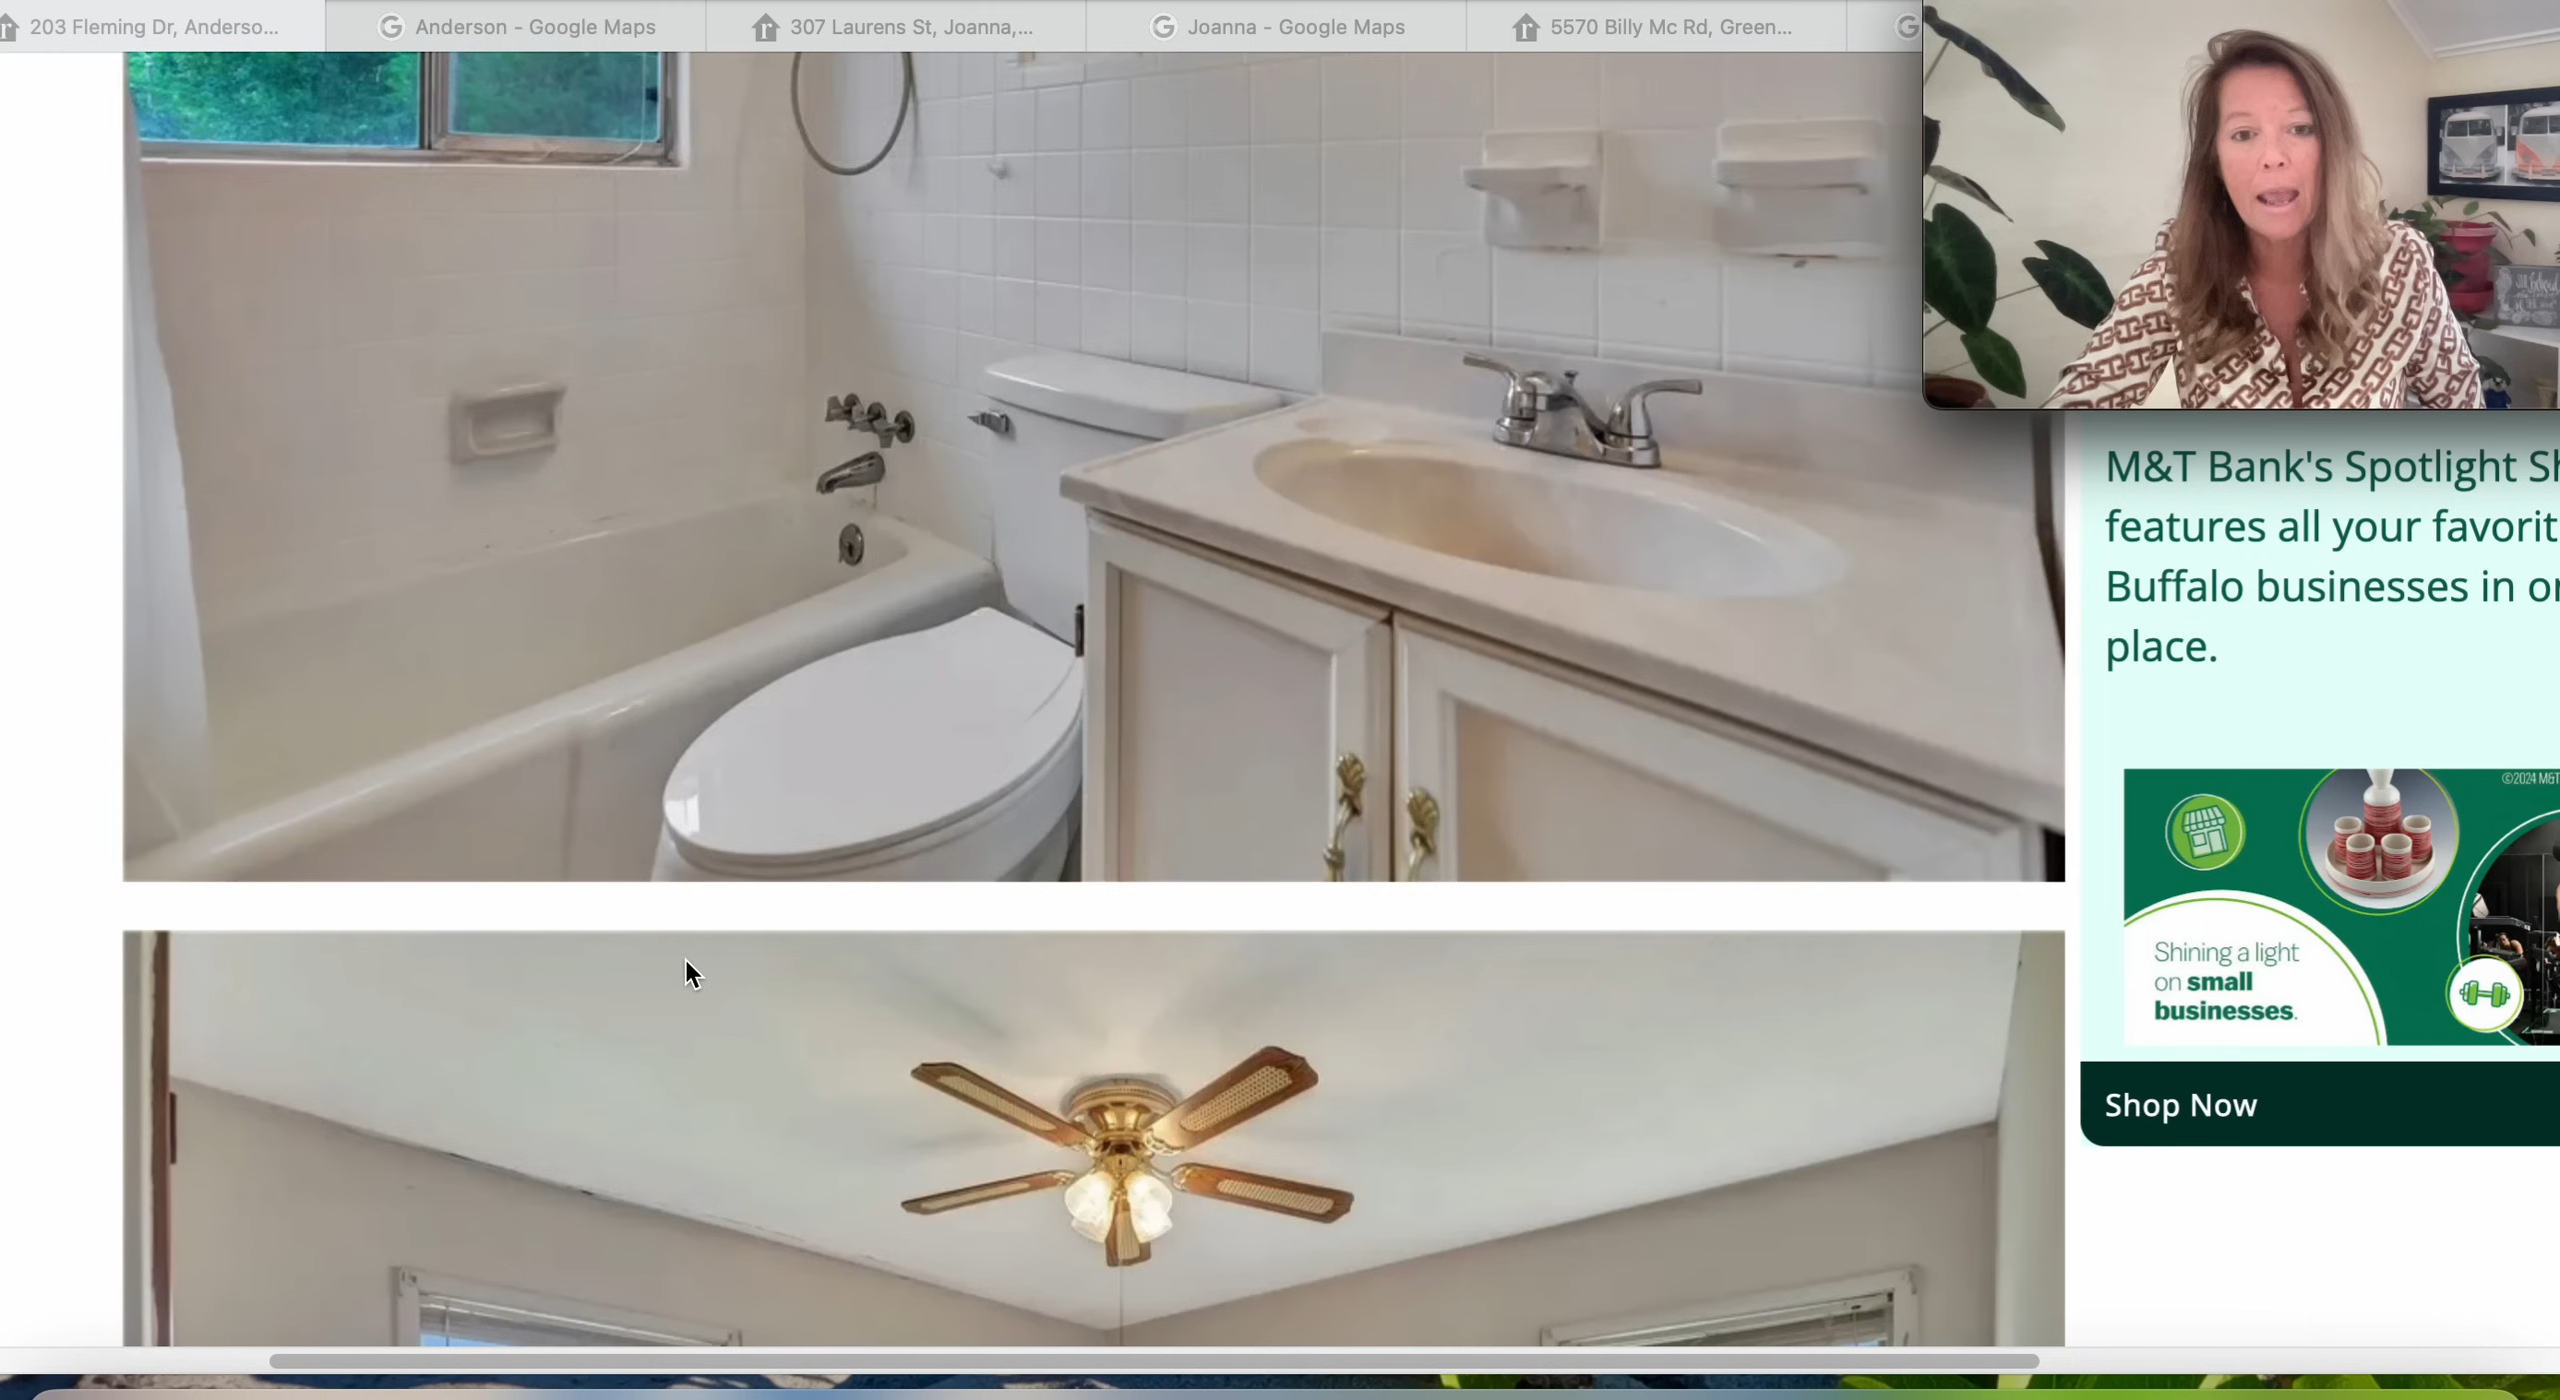 203 Fleming Dr, Anderso...
Anderson - Google Maps
307 Laurens St, Joanna,...
Joanna - Google Maps
5570 Billy Mc Rd, Green...
M&T Bank's Spotlight Sh
features all your favorit
Buffalo businesses in or
place.
©2024 M&T
Shining a light
on small
businesses.
Shop Now